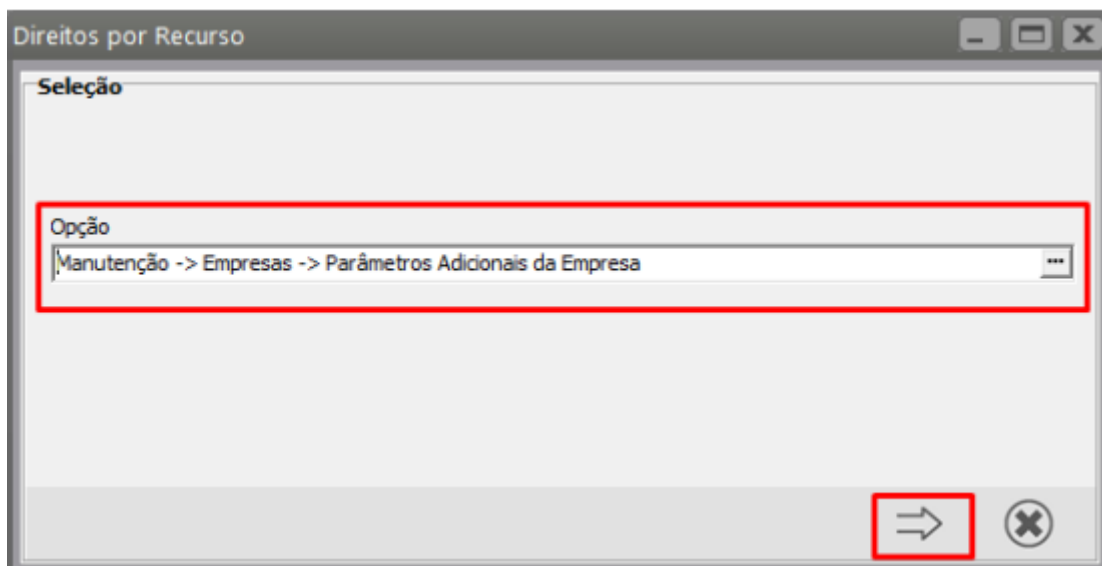 Direitos por Recurso
Seleção
Opção
Manutenção -> Empresas -> Parâmetros Adicionais da Empresa
...